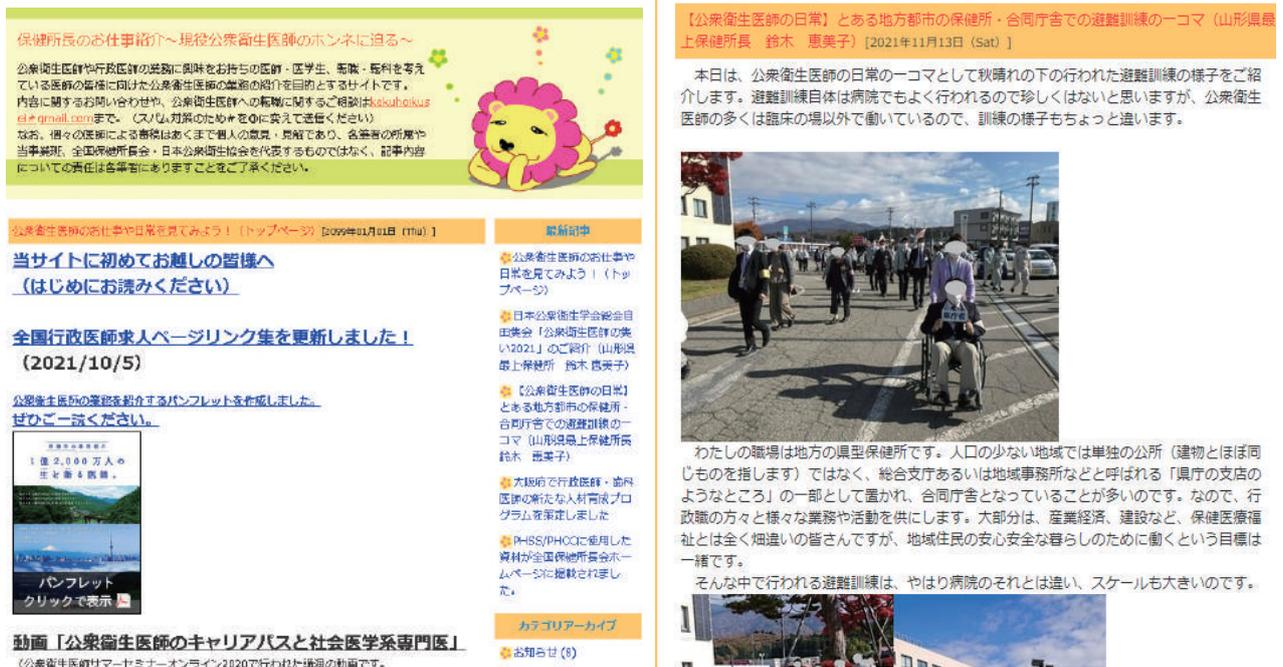 保健所長のお仕事紹介～現役公衆衛生医師のホンネに迫る～
公衆衛生医師や行政医師の業務に興味をお持ちの医師・医学生、転職・転科を考え
ている医師の皆様に向けた公衆衛生医師の業務の紹介を目的とするサイトです。
内容に関するお問い合わせや、公衆衛生医師への転職に関するご相談は
まで。（スパム対策のため＃を@に変えて送信ください）
なお、個々の医師による寄稿はあくまで個人の意見・見解であり、各筆者の所属や
当事業班、全国保健所長会・日本公衆衛生協会を代表するものではなく、記事内容
についての責任は各筆者にありますことをご了承ください。
公衆衛生医師のお仕事や日常を見てみよう！（トップページ）[2099年01月01日（Thu）]
当サイトに初めてお越しの皆様へ
（はじめにお読みください）
全国行政医師求人ページリンク集を更新しました！
（2021/10/5）
公衆衛生医師の業務を紹介するパンフレットを作成しました。
ぜひご一読ください。
1億2,000万人の
生を衛る医師。
パンフレット
クリックで表示
動画「公衆衛生医師のキャリアパスと社会医学系専門医」
（公衆衛生医師サマーセミナーオンライン2020で行われた講演の動画です。
最新記事
公衆衛生医師のお仕事や
日常を見てみよう！（トッ
プページ）
日本公衆衛生学会総会自
由集会「公衆衛生医師の集
い2021」のご紹介（山形県
最上保健所　鈴木 恵美子）
【公衆衛生医師の日常】
とある地方都市の保健所・
合同庁舎での避難訓練の一
コマ（山形県最上保健所長
鈴木　恵美子）
大阪府で行政医師・歯科
医師の新たな人材育成プロ
グラムを策定しました
PHSS/PHCCに使用した
資料が全国保健所長会ホー
ムページに掲載されまし
た。
カテゴリアーカイブ
お知らせ (8)
【公衆衛生医師の日常】とある地方都市の保健所・合同庁舎での避難訓練の一コマ（山形県最
上保健所長　鈴木　恵美子）[2021年11月13日（Sat）]
本日は、公衆衛生医師の日常の一コマとして秋晴れの下の行われた避難訓練の様子をご紹
介します。避難訓練自体は病院でもよく行われるので珍しくはないと思いますが、公衆衛生
医師の多くは臨床の場以外で働いているので、訓練の様子もちょっと違います。
県庁舎
わたしの職場は地方の県型保健所です。人口の少ない地域では単独の公所（建物とほぼ同
じものを指します）ではなく、総合支庁あるいは地域事務所などと呼ばれる「県庁の支店の
ようなところ」の一部として置かれ、合同庁舎となっていることが多いのです。なので、行
政職の方々と様々な業務や活動を供にします。大部分は、産業経済、建設など、保健医療福
祉とは全く畑違いの皆さんですが、地域住民の安心安全な暮らしのために働くという目標は
一緒です。
そんな中で行われる避難訓練は、やはり病院のそれとは違い、スケールも大きいのです。